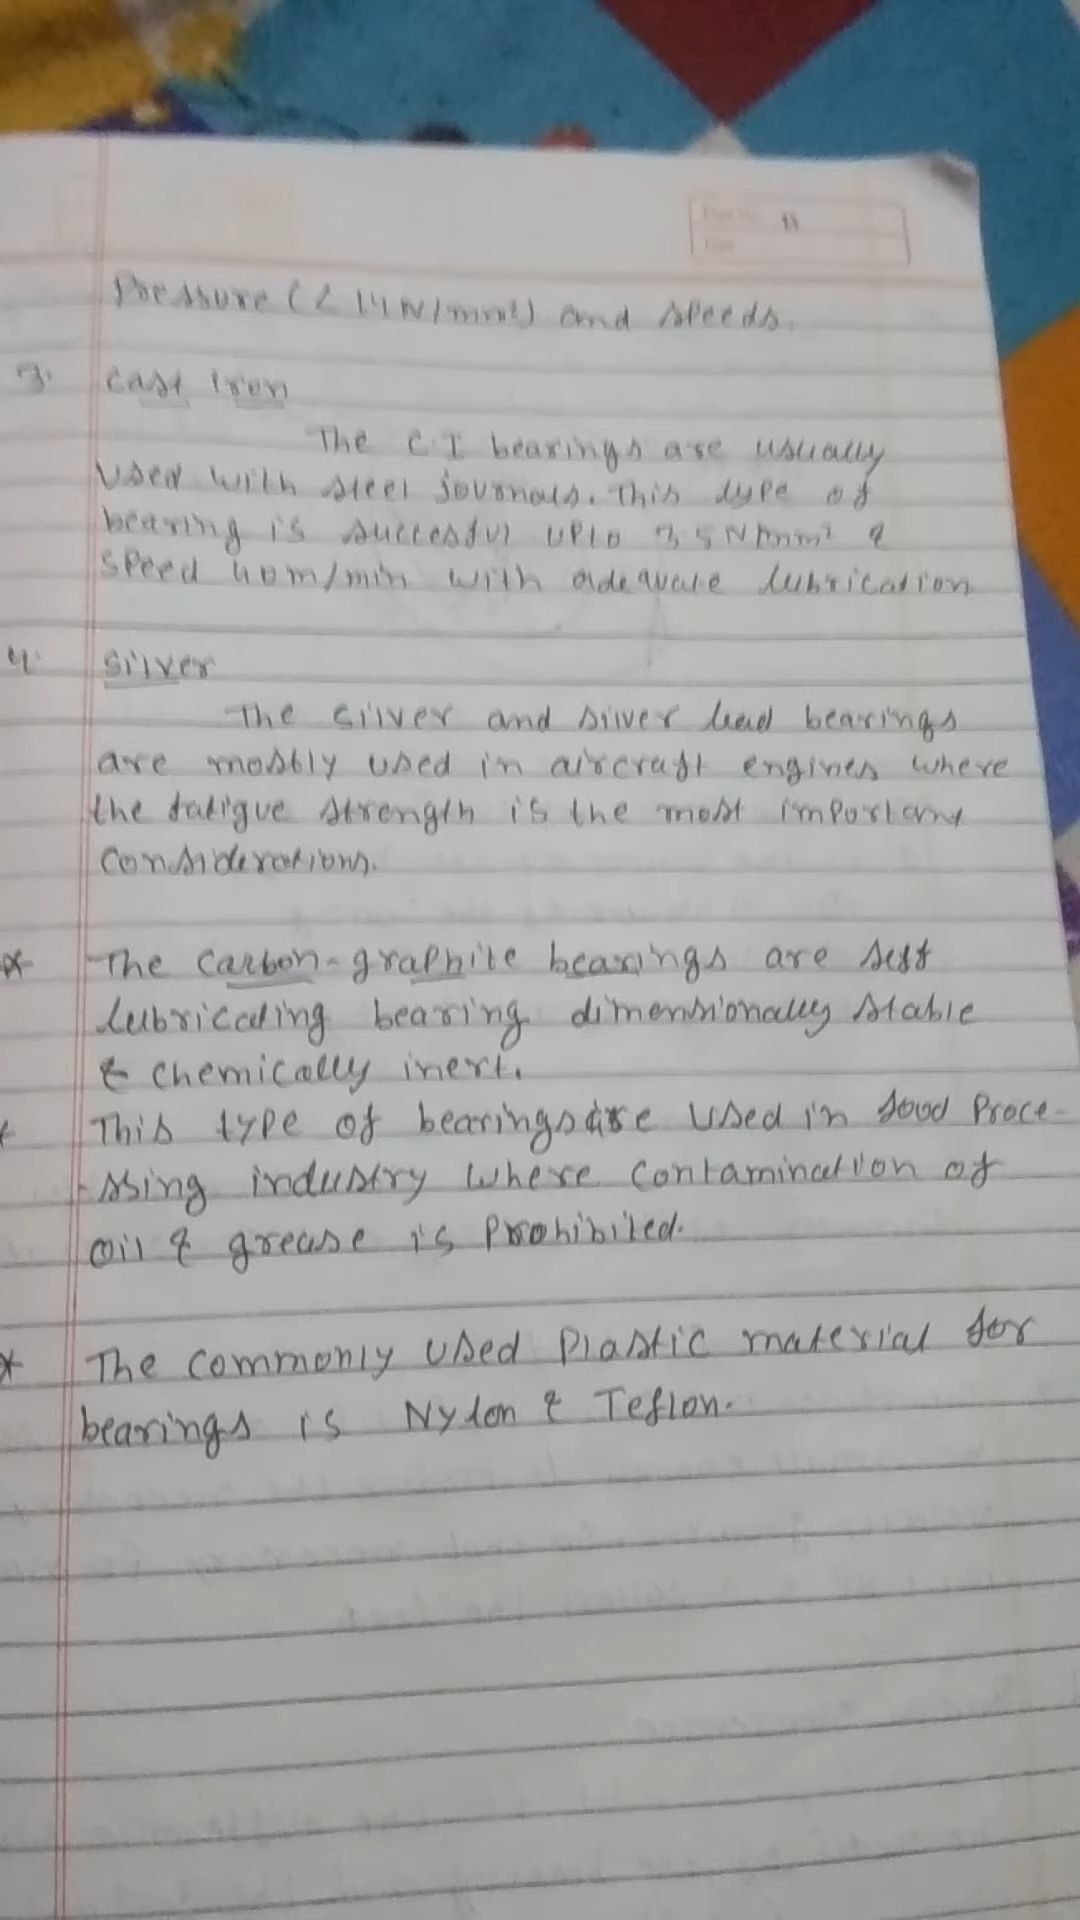 11
Pressure (< 14 N/mm²) and speeds.
3. Cast iron
The C.I bearings are usually
used with steel journals. This type of
bearing is succesful upto 3.5 N/mm² &
speed 40m/min with adequate lubrication
4. Silver
The silver and silver lead bearings
are mostly used in aircraft engines where
the fatigue strength is the most important
considerations.
* The carbon-graphite bearings are self
lubricating bearing dimensionally stable
& chemically inert.
* This type of bearings are used in food proce-
-ssing industry where contamination of
oil & grease is prohibited.
* The commonly used plastic material for
bearings is Nylon & Teflon.